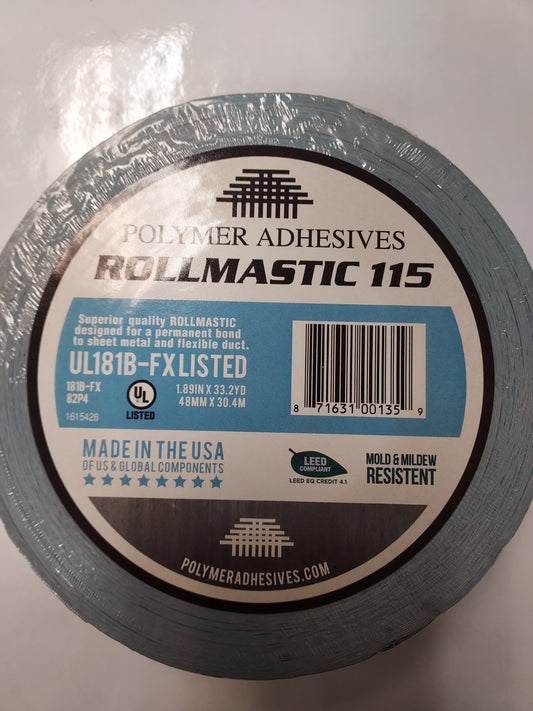 POLYMER ADHESIVES
ROLLMASTIC 115
Superior quality ROLLMASTIC
designed for a permanent bond
to sheet metal and flexible duct.
UL181B-FX LISTED
181B-FX
82P4
UL
LISTED
1.89IN X 33.2YD
48MM X 30.4M
1615426
8 71631 00135 9
MADE IN THE USA
OF US & GLOBAL COMPONENTS
LEED
COMPLIANT
LEED EQ CREDIT 4.1
MOLD & MILDEW
RESISTENT
POLYMERADHESIVES.COM